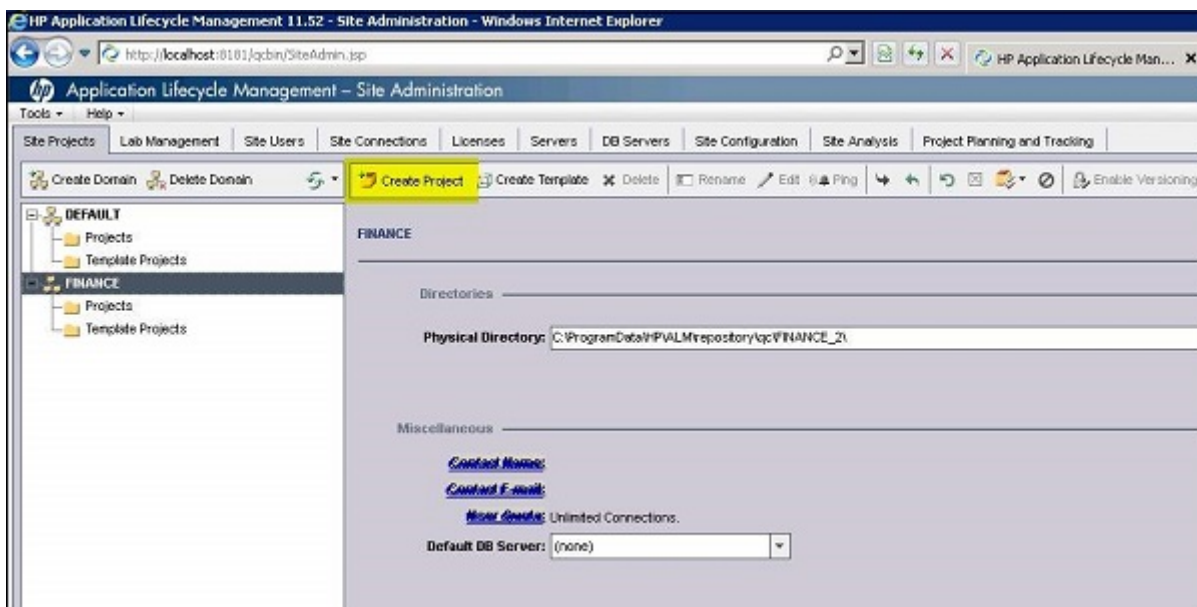 HP Application Lifecycle Management 11.52 - Site Administration - Windows Internet Explorer
http://localhost:8181/qcbin/SiteAdmin.jsp
HP Application Lifecycle Man...
hp Application Lifecycle Management – Site Administration
Tools Help
Site Projects Lab Management Site Users Site Connections Licenses Servers DB Servers Site Configuration Site Analysis Project Planning and Tracking
Create Domain Delete Domain Create Project Create Template Delete Rename Edit Ping Enable Versioning
DEFAULT
Projects
Template Projects
FINANCE
Projects
Template Projects
FINANCE
Directories
Physical Directory: C:\ProgramData\HP\ALM\repository\qc\FINANCE_2\
Miscellaneous
Contact Name:
Contact E-mail:
User Quota: Unlimited Connections.
Default DB Server: (none)